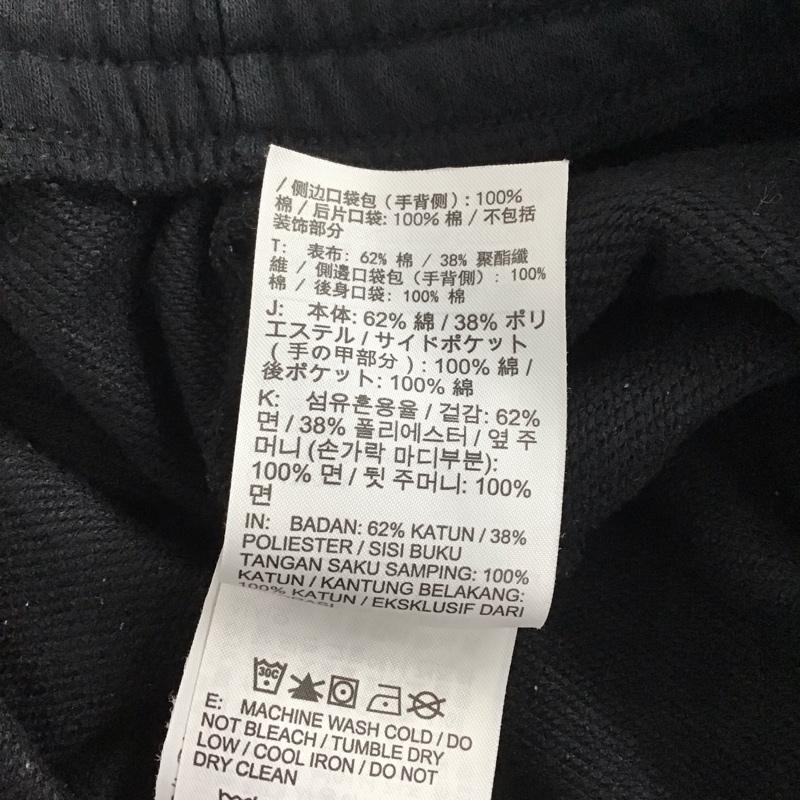 / 侧边口袋包（手背侧）: 100%
棉 / 后片口袋: 100% 棉 / 不包括
装饰部分
T: 表布: 62% 棉 / 38% 聚酯纖
維 / 側邊口袋包（手背側）: 100%
棉 / 後身口袋: 100% 棉
J: 本体: 62% 綿 / 38% ポリ
エステル / サイドポケット
( 手の甲部分 ): 100% 綿 /
後ポケット: 100% 綿
K: 섬유혼용율 / 겉감: 62%
면 / 38% 폴리에스터 / 옆 주
머니 (손가락 마디부분):
100% 면 / 뒷 주머니: 100%
면
IN: BADAN: 62% KATUN / 38%
POLIESTER / SISI BUKU
TANGAN SAKU SAMPING: 100%
KATUN / KANTUNG BELAKANG:
100% KATUN / EKSKLUSIF DARI
30C
E: MACHINE WASH COLD / DO
NOT BLEACH / TUMBLE DRY
LOW / COOL IRON / DO NOT
DRY CLEAN